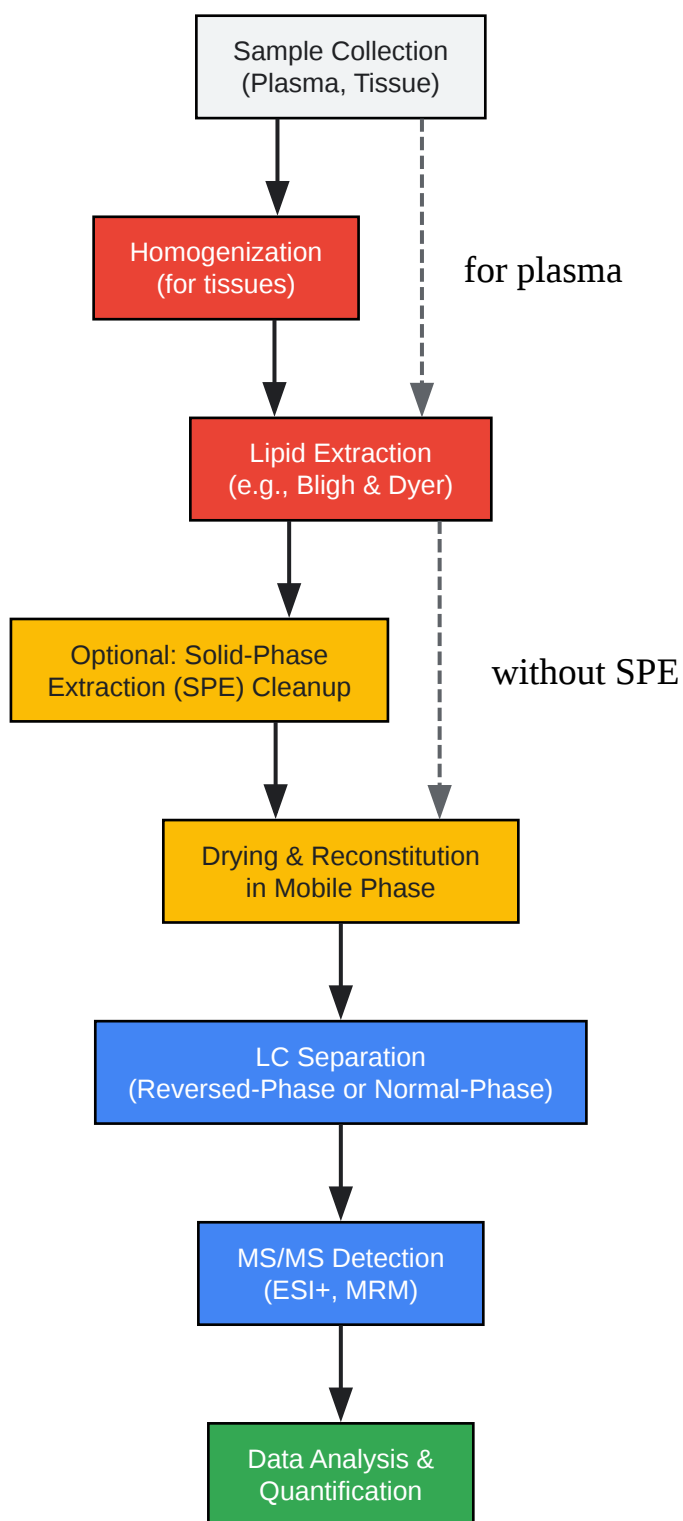 Sample Collection
(Plasma, Tissue)
Homogenization
(for tissues)
for plasma
Lipid Extraction
(e.g., Bligh & Dyer)
Optional: Solid-Phase
Extraction (SPE) Cleanup
without SPE
Drying & Reconstitution
in Mobile Phase
LC Separation
(Reversed-Phase or Normal-Phase)
MS/MS Detection
(ESI+, MRM)
Data Analysis &
Quantification